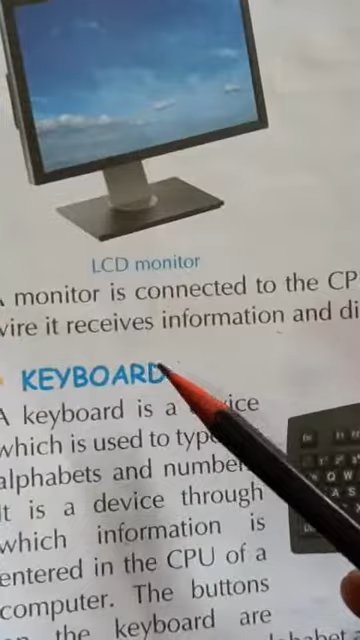 LCD monitor
monitor is connected to the CP
wire it receives information and di
KEYBOARD
A keyboard is a
which is used to type
alphabets and number
It is a device through
which information is
entered in the CPU of a
computer. The buttons
on the keyboard are
Q W
A S